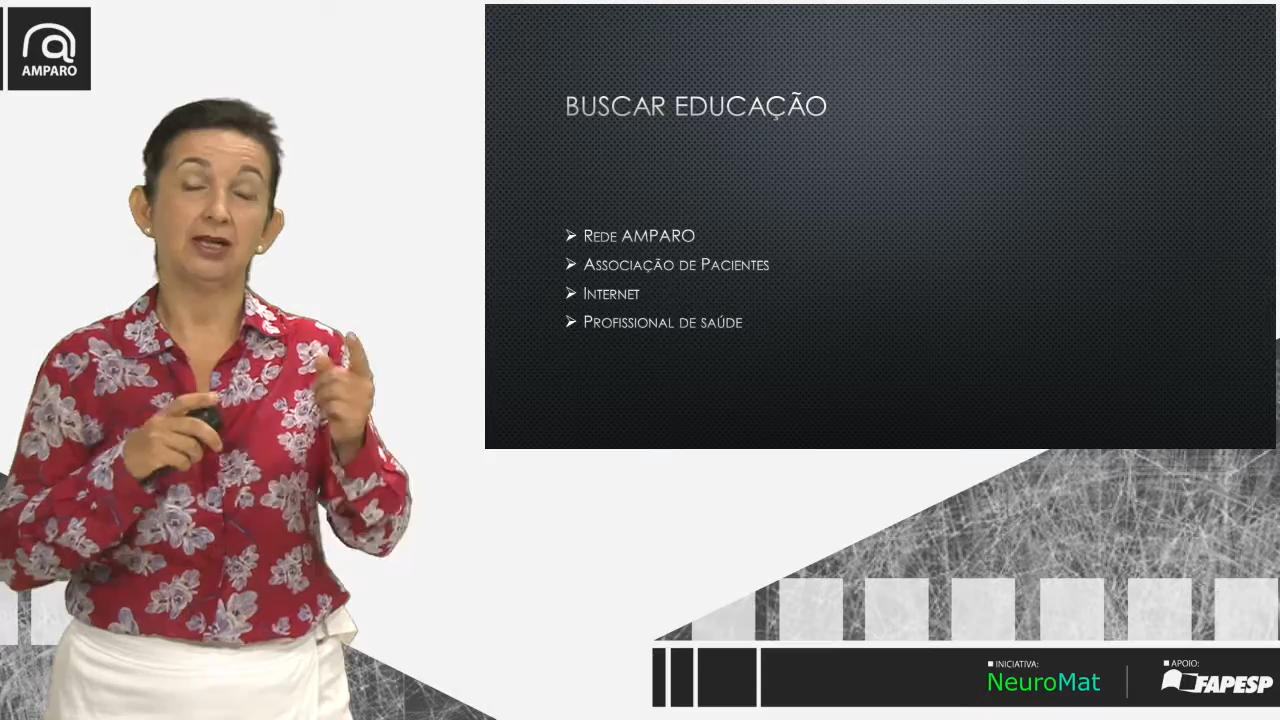 AMPARO
BUSCAR EDUCAÇÃO
Rede AMPARO
Associação de Pacientes
Internet
Profissional de saúde
INICIATIVA:
NeuroMat
APOIO:
FAPESP